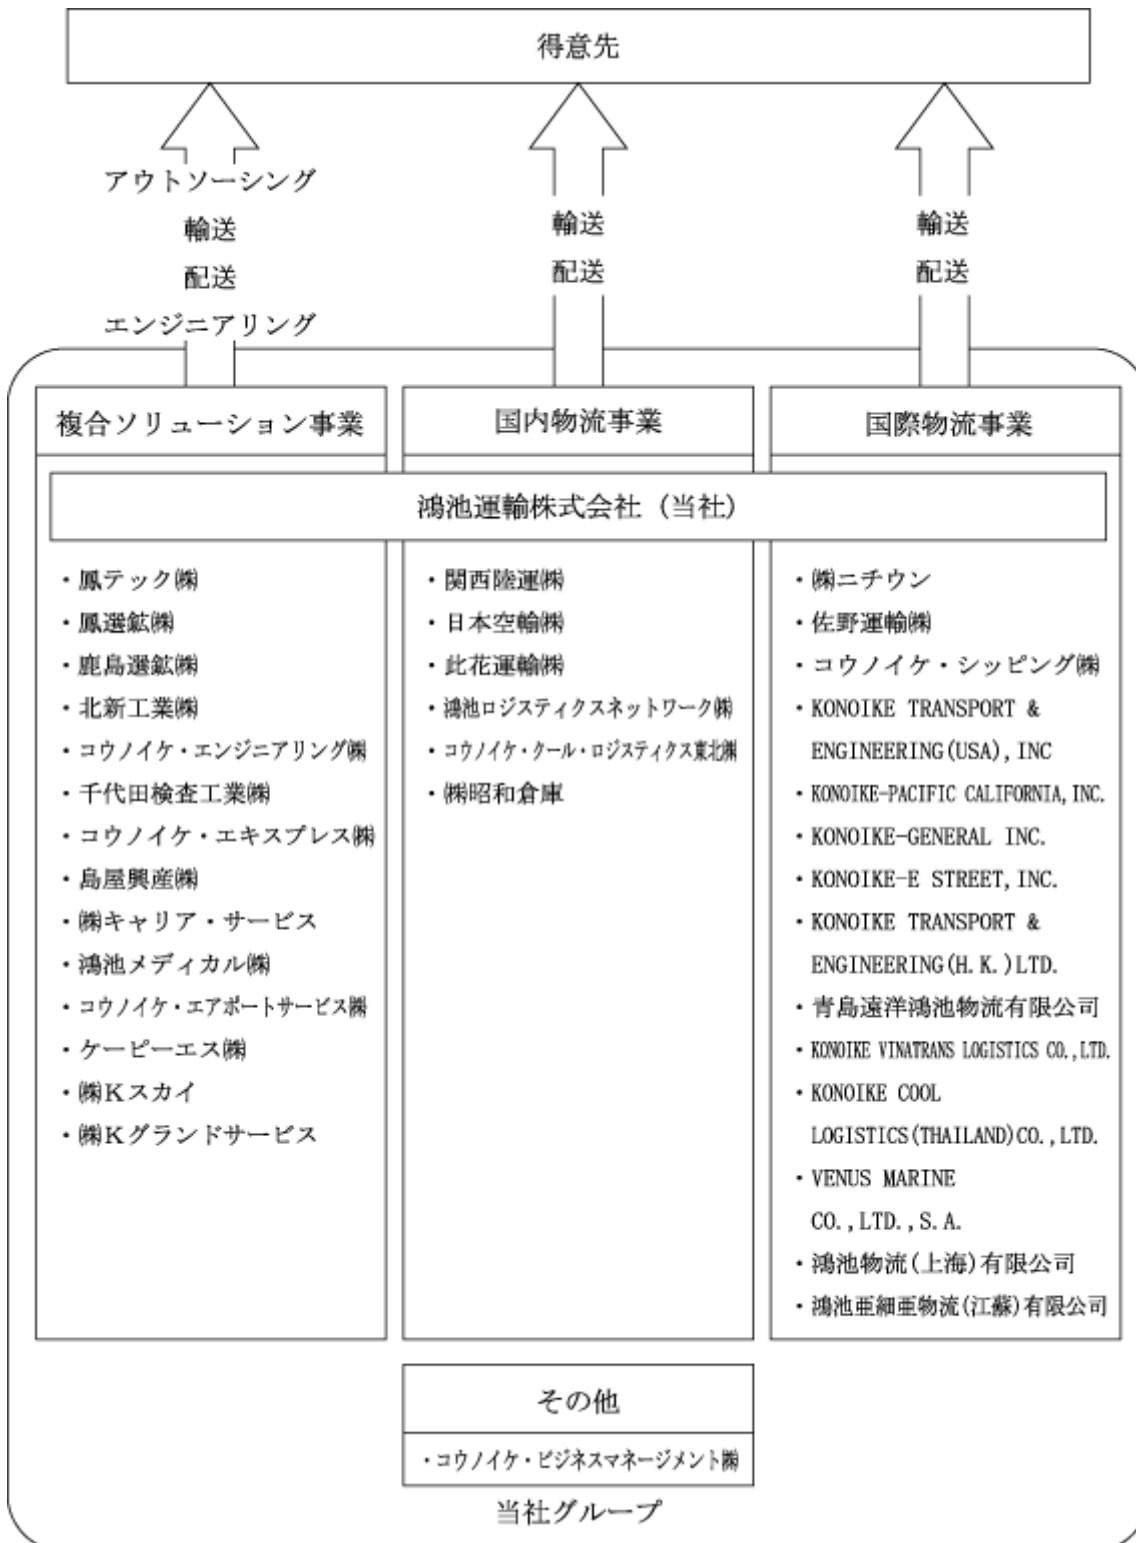 得意先
アウトソーシング
輸送
配送
エンジニアリング
輸送
配送
輸送
配送
複合ソリューション事業
国内物流事業
国際物流事業
鴻池運輸株式会社（当社）
・鳳テック㈱
・鳳選鉱㈱
・鹿島選鉱㈱
・北新工業㈱
・コウノイケ・エンジニアリング㈱
・千代田検査工業㈱
・コウノイケ・エキスプレス㈱
・島屋興産㈱
・㈱キャリア・サービス
・鴻池メディカル㈱
・コウノイケ・エアポートサービス㈱
・ケーピーエス㈱
・㈱Kスカイ
・㈱Kグランドサービス
・関西陸運㈱
・日本空輸㈱
・此花運輸㈱
・鴻池ロジスティクスネットワーク㈱
・コウノイケ・クール・ロジスティクス東北㈱
・㈱昭和倉庫
・㈱ニチウン
・佐野運輸㈱
・コウノイケ・シッピング㈱
・KONOIKE TRANSPORT &
ENGINEERING(USA), INC
・KONOIKE-PACIFIC CALIFORNIA, INC.
・KONOIKE-GENERAL INC.
・KONOIKE-E STREET, INC.
・KONOIKE TRANSPORT &
ENGINEERING(H.K.)LTD.
・青島遠洋鴻池物流有限公司
・KONOIKE VINATRANS LOGISTICS CO.,LTD.
・KONOIKE COOL
LOGISTICS(THAILAND)CO.,LTD.
・VENUS MARINE
CO.,LTD.,S.A.
・鴻池物流(上海)有限公司
・鴻池亜細亜物流(江蘇)有限公司
その他
・コウノイケ・ビジネスマネージメント㈱
当社グループ